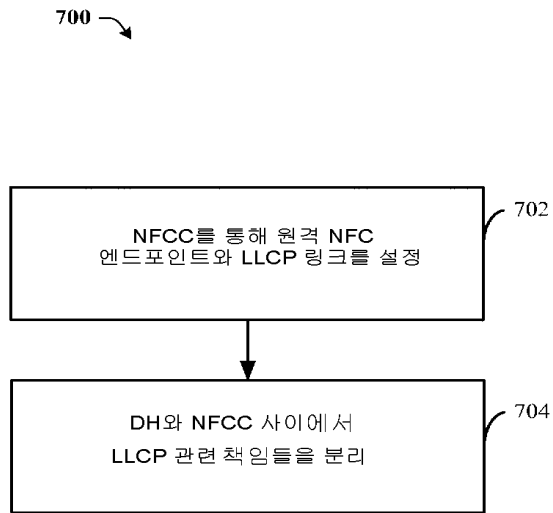 700
702
NFCC를 통해 원격 NFC
엔드포인트와 LLCP 링크를 설정
704
DH와 NFCC 사이에서
LLCP 관련 책임들을 분리